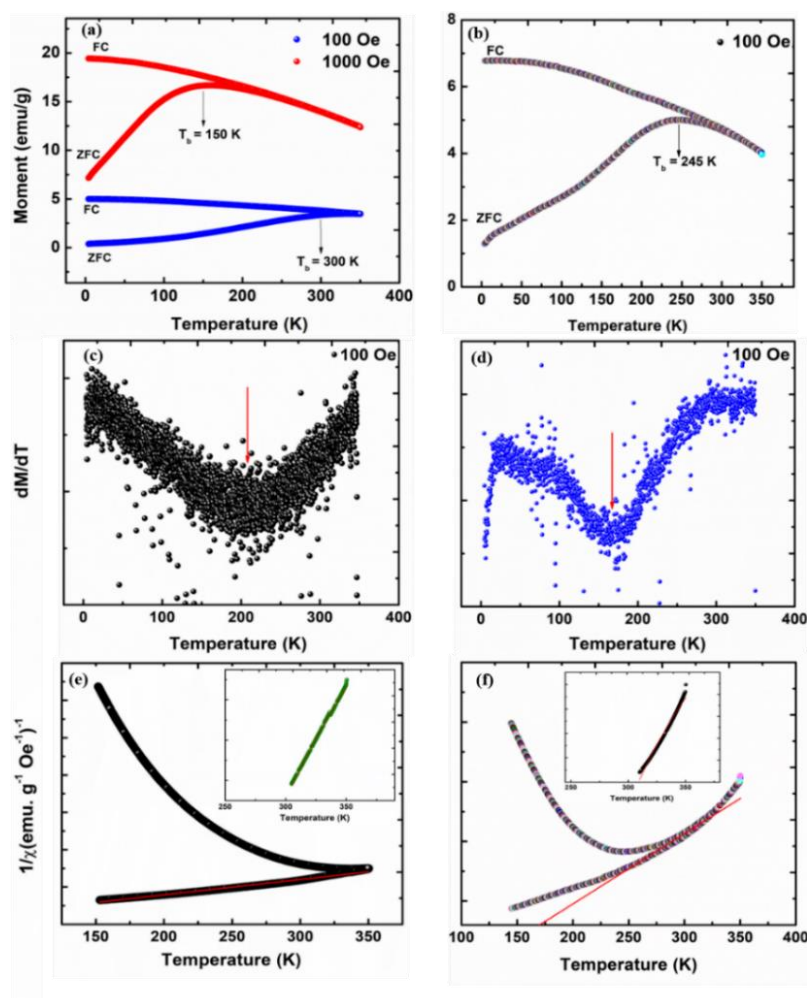 (a)
100 Oe
1000 Oe
FC
ZFC
T_b = 150 K
FC
ZFC
T_b = 300 K
Moment (emu/g)
20
15
10
5
0
0 100 200 300 400
Temperature (K)
(b)
100 Oe
FC
ZFC
T_b = 245 K
8
6
4
2
0
0 50 100 150 200 250 300 350
Temperature (K)
(c)
100 Oe
dM/dT
0 100 200 300 400
Temperature (K)
(d)
100 Oe
0 100 200 300 400
Temperature (K)
(e)
250 300 350
Temperature (K)
1/χ(emu. g⁻¹ Oe⁻¹)⁻¹
150 200 250 300 350
Temperature (K)
(f)
250 300 350
Temperature (K)
100 150 200 250 300 350 400
Temperature (K)